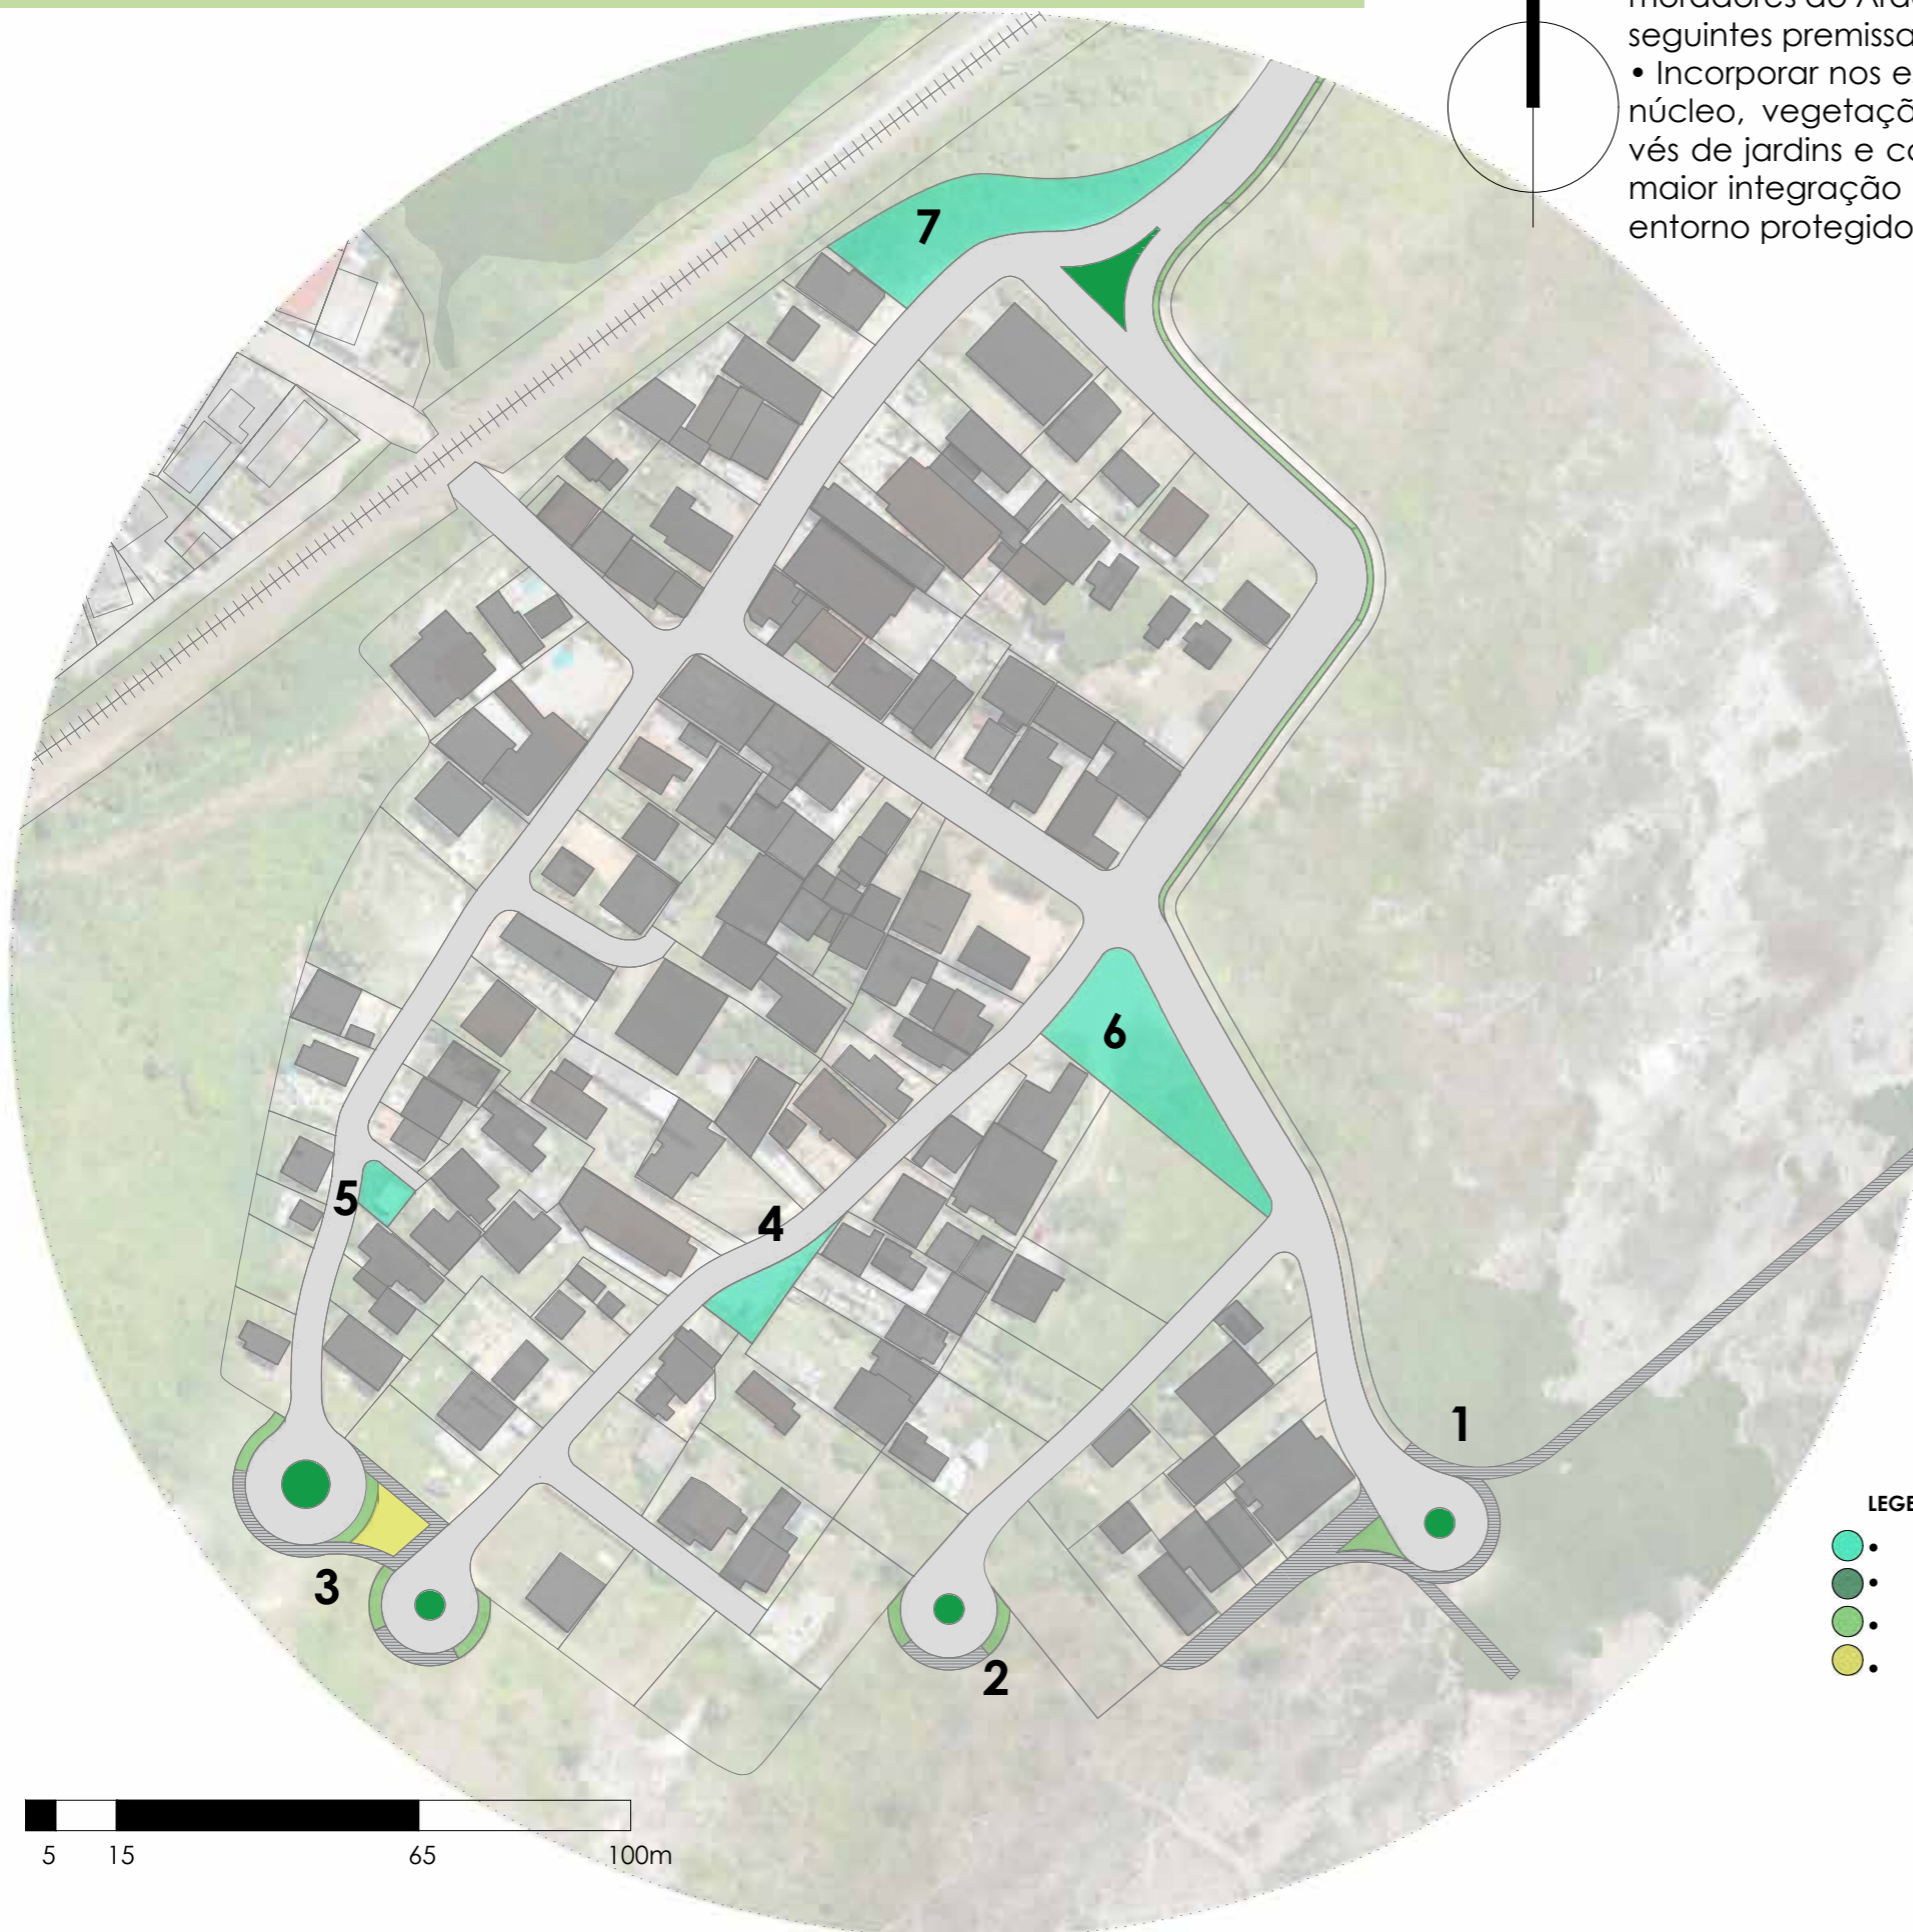 seguintes premissa
• Incorporar nos e
núcleo, vegetaçã
vés de jardins e co
maior integração
entorno protegido
7
6
5
4
1
3
2
LEGE
•
•
•
•
5 15 65 100m